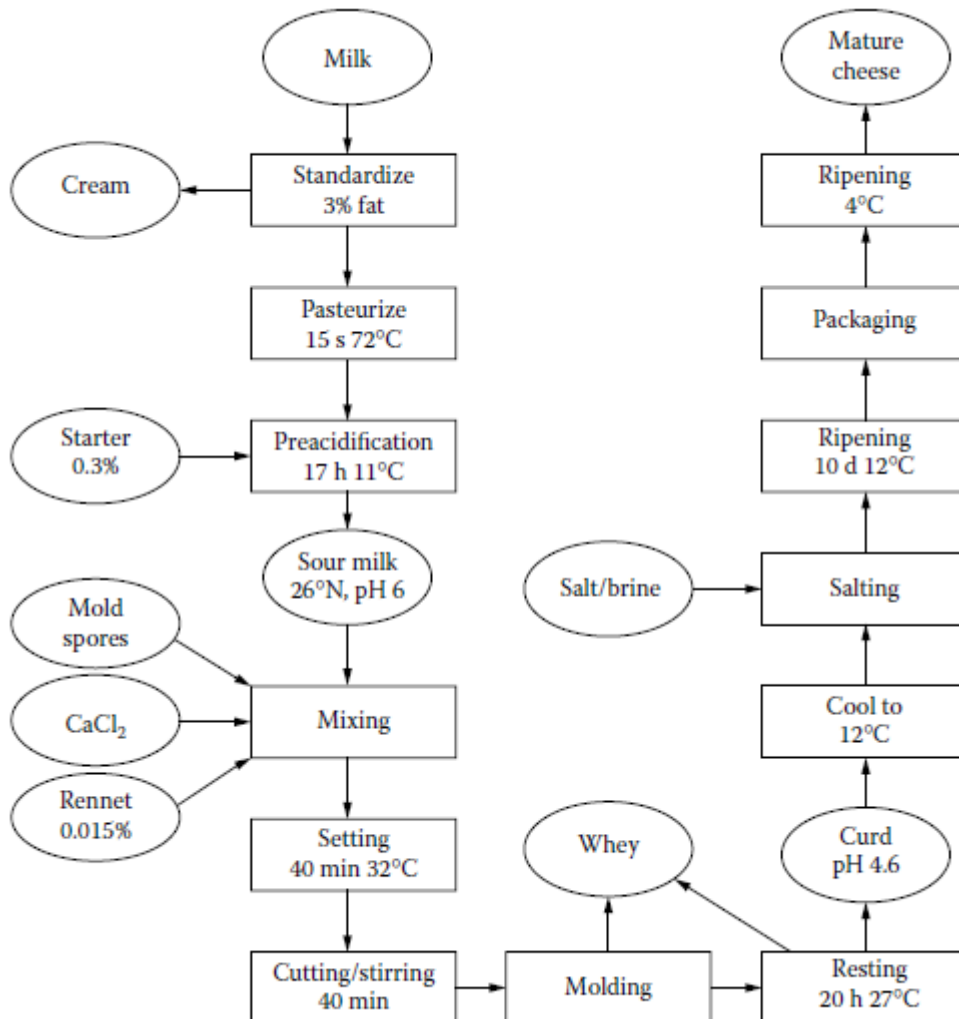 Milk
Cream
Standardize
3% fat
Pasteurize
15 s 72°C
Starter
0.3%
Preacidification
17 h 11°C
Sour milk
26°N, pH 6
Mold
spores
CaCl₂
Rennet
0.015%
Mixing
Setting
40 min 32°C
Cutting/stirring
40 min
Molding
Whey
Resting
20 h 27°C
Curd
pH 4.6
Cool to
12°C
Salt/brine
Salting
Ripening
10 d 12°C
Packaging
Ripening
4°C
Mature
cheese